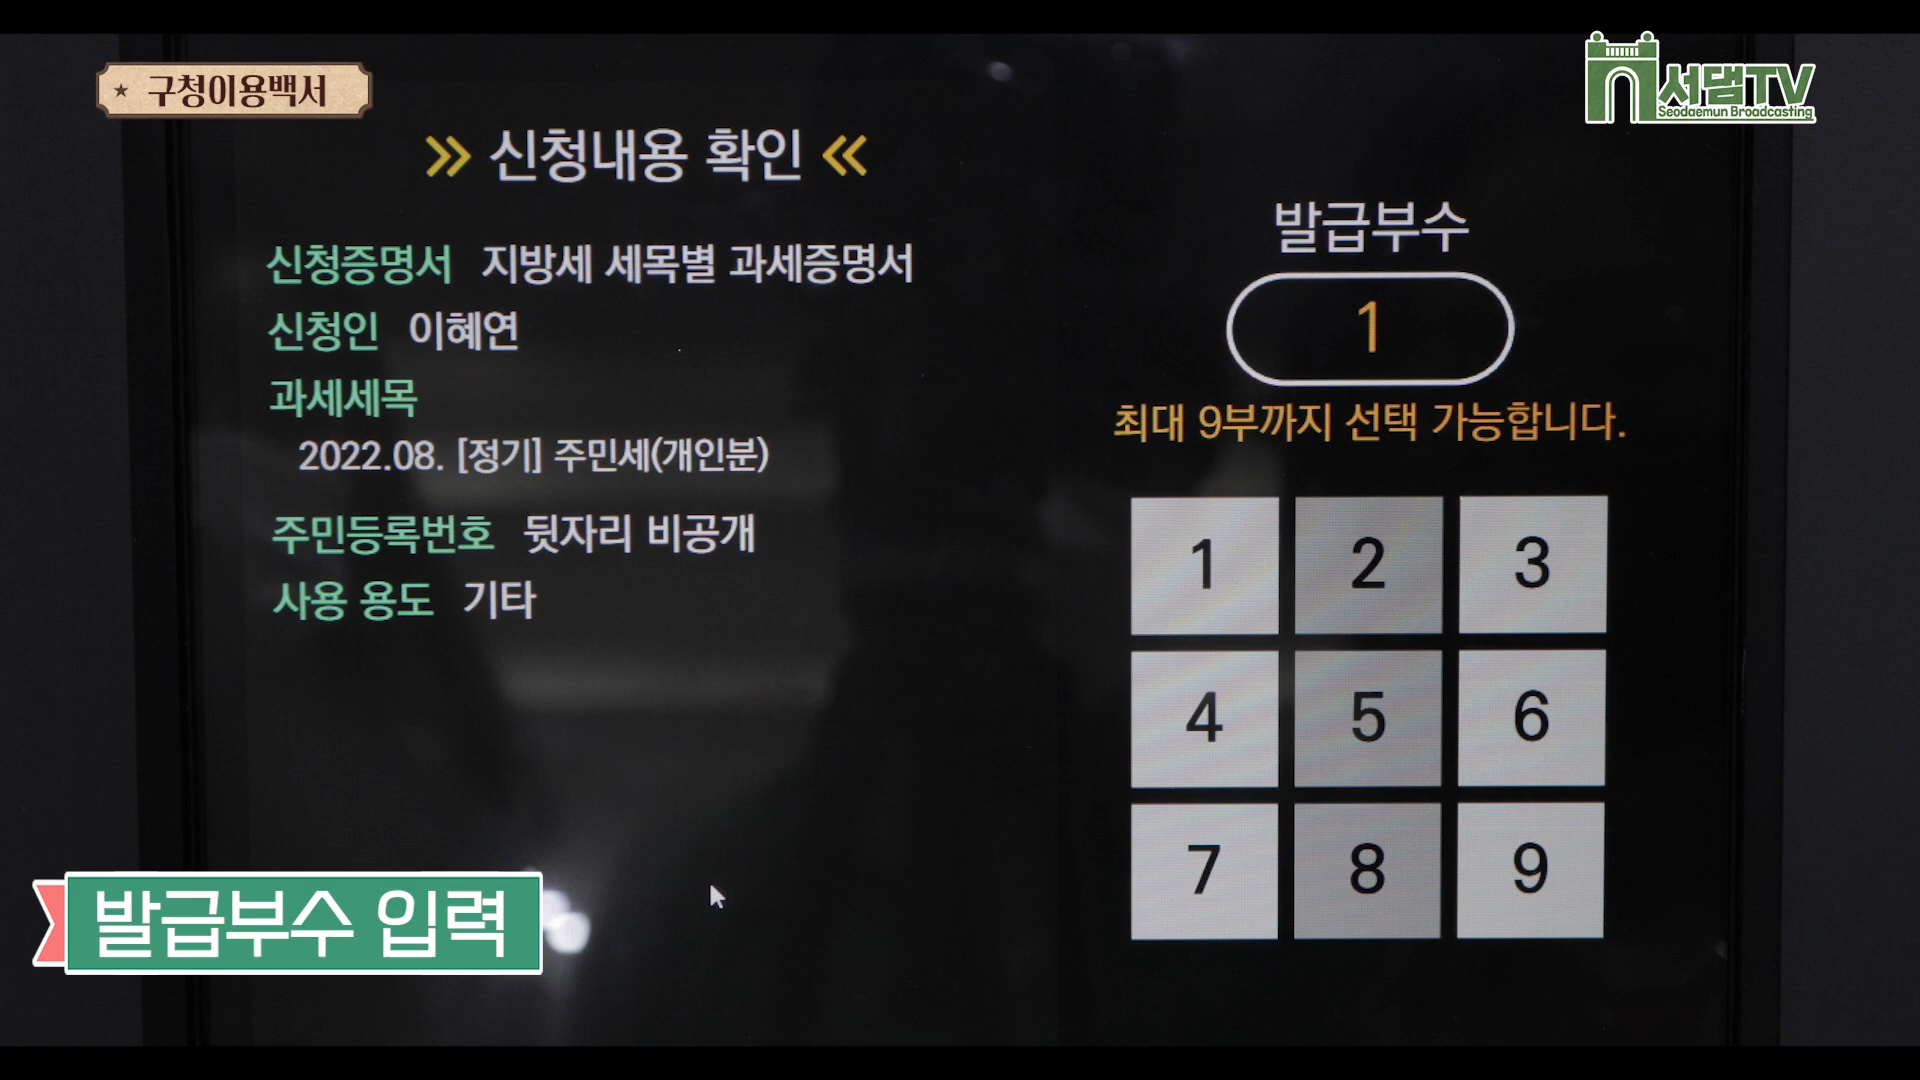 구청이용백서
서댐TV
Seodaemun Broadcasting
신청내용 확인
신청증명서 지방세 세목별 과세증명서
신청인 이혜연
과세세목
2022.08. [정기] 주민세(개인분)
주민등록번호 뒷자리 비공개
사용 용도 기타
발급부수
1
최대 9부까지 선택 가능합니다.
1 2 3
4 5 6
7 8 9
발급부수 입력